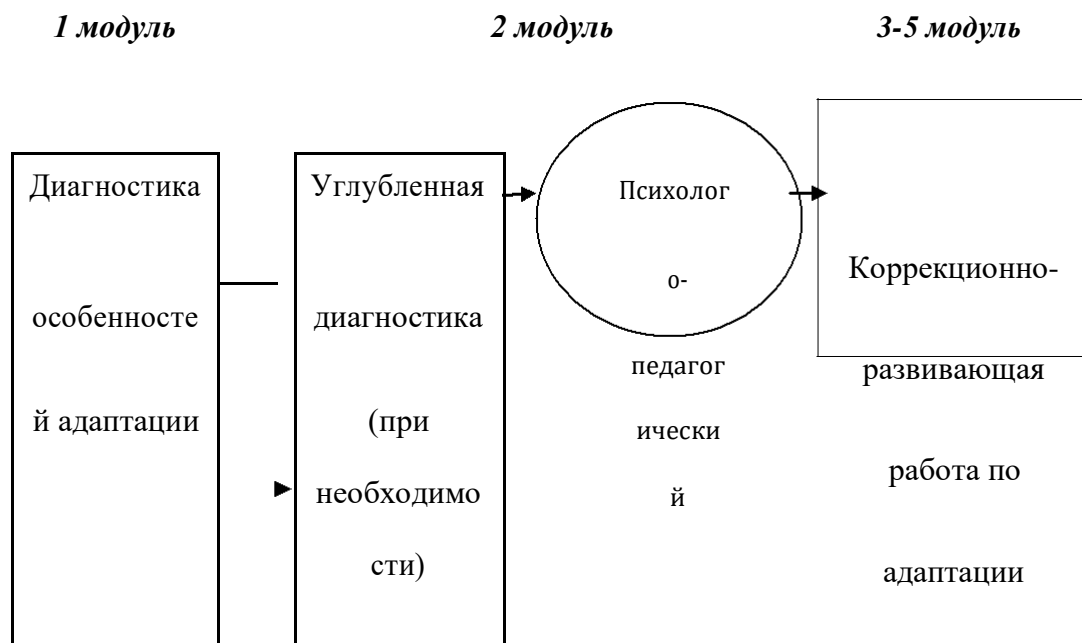 1 модуль
2 модуль
3-5 модуль
Диагностика
особенносте
й адаптации
Углубленная
диагностика
(при
необходимо
сти)
Психолог
о-
педагог
ически
й
Коррекционно-
развивающая
работа по
адаптации